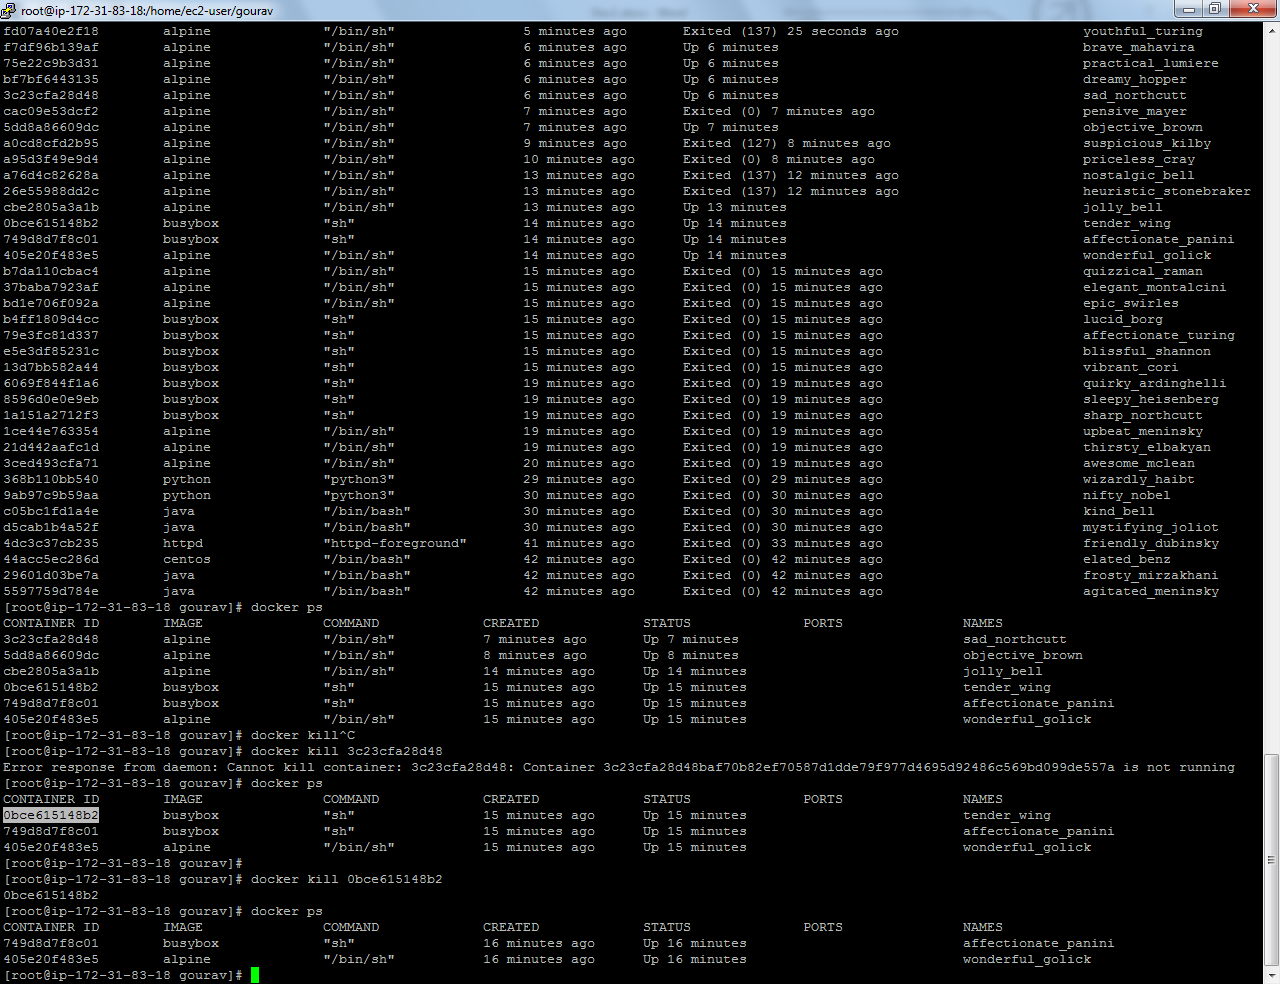 root@ip-172-31-83-18:/home/ec2-user/gourav
fd07a40e2f18 alpine "/bin/sh" 5 minutes ago Exited (137) 25 seconds ago youthful_turing
f7df96b139af alpine "/bin/sh" 6 minutes ago Up 6 minutes brave_mahavira
75e22c9b3d31 alpine "/bin/sh" 6 minutes ago Up 6 minutes practical_lumiere
bf7bf6443135 alpine "/bin/sh" 6 minutes ago Up 6 minutes dreamy_hopper
3c23cfa28d48 alpine "/bin/sh" 6 minutes ago Up 6 minutes sad_northcutt
cac09e53dcf2 alpine "/bin/sh" 7 minutes ago Exited (0) 7 minutes ago pensive_mayer
5dd8a86609dc alpine "/bin/sh" 7 minutes ago Up 7 minutes objective_brown
a0cd8cfd2b95 alpine "/bin/sh" 9 minutes ago Exited (127) 8 minutes ago suspicious_kilby
a95d3f49e9d4 alpine "/bin/sh" 10 minutes ago Exited (0) 8 minutes ago priceless_cray
a76d4c82628a alpine "/bin/sh" 13 minutes ago Exited (137) 12 minutes ago nostalgic_bell
26e55988dd2c alpine "/bin/sh" 13 minutes ago Exited (137) 12 minutes ago heuristic_stonebraker
cbe2805a3a1b alpine "/bin/sh" 13 minutes ago Up 13 minutes jolly_bell
0bce615148b2 busybox "sh" 14 minutes ago Up 14 minutes tender_wing
749d8d7f8c01 busybox "sh" 14 minutes ago Up 14 minutes affectionate_panini
405e20f483e5 alpine "/bin/sh" 14 minutes ago Up 14 minutes wonderful_golick
b7da110cbac4 alpine "/bin/sh" 15 minutes ago Exited (0) 15 minutes ago quizzical_raman
37baba7923af alpine "/bin/sh" 15 minutes ago Exited (0) 15 minutes ago elegant_montalcini
bd1e706f092a alpine "/bin/sh" 15 minutes ago Exited (0) 15 minutes ago epic_swirles
b4ff1809d4cc busybox "sh" 15 minutes ago Exited (0) 15 minutes ago lucid_borg
79e3fc81d337 busybox "sh" 15 minutes ago Exited (0) 15 minutes ago affectionate_turing
e5e3df85231c busybox "sh" 15 minutes ago Exited (0) 15 minutes ago blissful_shannon
13d7bb582a44 busybox "sh" 15 minutes ago Exited (0) 15 minutes ago vibrant_cori
6069f844f1a6 busybox "sh" 19 minutes ago Exited (0) 19 minutes ago quirky_ardinghelli
8596d0e0e9eb busybox "sh" 19 minutes ago Exited (0) 19 minutes ago sleepy_heisenberg
1a151a2712f3 busybox "sh" 19 minutes ago Exited (0) 19 minutes ago sharp_northcutt
1ce44e763354 alpine "/bin/sh" 19 minutes ago Exited (0) 19 minutes ago upbeat_meninsky
21d442aafc1d alpine "/bin/sh" 19 minutes ago Exited (0) 19 minutes ago thirsty_elbakyan
3ced493cfa71 alpine "/bin/sh" 20 minutes ago Exited (0) 19 minutes ago awesome_mclean
368b110bb540 python "python3" 29 minutes ago Exited (0) 29 minutes ago wizardly_haibt
9ab97c9b59aa python "python3" 30 minutes ago Exited (0) 30 minutes ago nifty_nobel
c05bc1fd1a4e java "/bin/bash" 30 minutes ago Exited (0) 30 minutes ago kind_bell
d5cab1b4a52f java "/bin/bash" 30 minutes ago Exited (0) 30 minutes ago mystifying_joliot
4dc3c37cb235 httpd "httpd-foreground" 41 minutes ago Exited (0) 33 minutes ago friendly_dubinsky
44acc5ec286d centos "/bin/bash" 42 minutes ago Exited (0) 42 minutes ago elated_benz
29601d03be7a java "/bin/bash" 42 minutes ago Exited (0) 42 minutes ago frosty_mirzakhani
5597759d784e java "/bin/bash" 42 minutes ago Exited (0) 42 minutes ago agitated_meninsky
[root@ip-172-31-83-18 gourav]# docker ps
CONTAINER ID IMAGE COMMAND CREATED STATUS PORTS NAMES
3c23cfa28d48 alpine "/bin/sh" 7 minutes ago Up 7 minutes sad_northcutt
5dd8a86609dc alpine "/bin/sh" 8 minutes ago Up 8 minutes objective_brown
cbe2805a3a1b alpine "/bin/sh" 14 minutes ago Up 14 minutes jolly_bell
0bce615148b2 busybox "sh" 15 minutes ago Up 15 minutes tender_wing
749d8d7f8c01 busybox "sh" 15 minutes ago Up 15 minutes affectionate_panini
405e20f483e5 alpine "/bin/sh" 15 minutes ago Up 15 minutes wonderful_golick
[root@ip-172-31-83-18 gourav]# docker kill^C
[root@ip-172-31-83-18 gourav]# docker kill 3c23cfa28d48
Error response from daemon: Cannot kill container: 3c23cfa28d48: Container 3c23cfa28d48baf70b82ef70587d1dde79f977d4695d92486c569bd099de557a is not running
[root@ip-172-31-83-18 gourav]# docker ps
CONTAINER ID IMAGE COMMAND CREATED STATUS PORTS NAMES
0bce615148b2 busybox "sh" 15 minutes ago Up 15 minutes tender_wing
749d8d7f8c01 busybox "sh" 15 minutes ago Up 15 minutes affectionate_panini
405e20f483e5 alpine "/bin/sh" 15 minutes ago Up 15 minutes wonderful_golick
[root@ip-172-31-83-18 gourav]#
[root@ip-172-31-83-18 gourav]# docker kill 0bce615148b2
0bce615148b2
[root@ip-172-31-83-18 gourav]# docker ps
CONTAINER ID IMAGE COMMAND CREATED STATUS PORTS NAMES
749d8d7f8c01 busybox "sh" 16 minutes ago Up 16 minutes affectionate_panini
405e20f483e5 alpine "/bin/sh" 16 minutes ago Up 16 minutes wonderful_golick
[root@ip-172-31-83-18 gourav]#